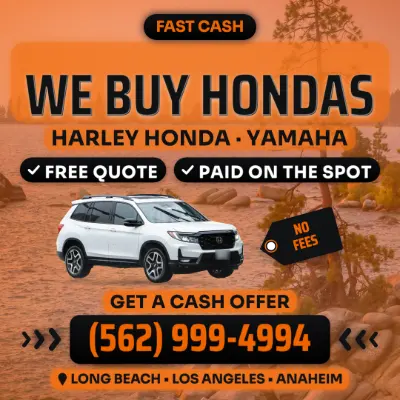 FAST CASH
WE BUY HONDAS
HARLEY HONDA • YAMAHA
FREE QUOTE PAID ON THE SPOT
NO
FEES
GET A CASH OFFER
(562) 999-4994
LONG BEACH • LOS ANGELES • ANAHEIM